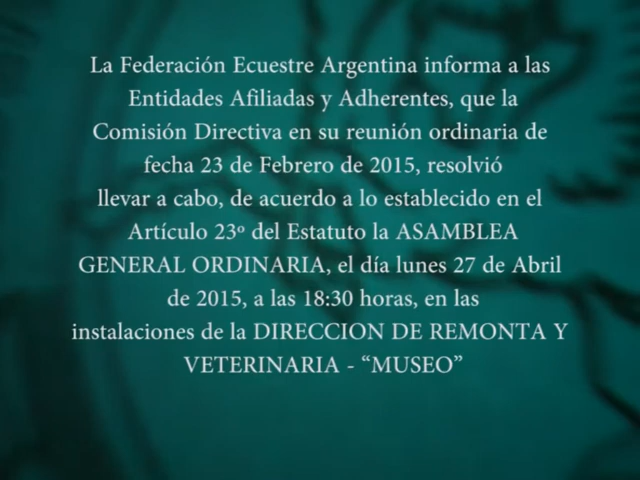 La Federación Ecuestre Argentina informa a las
Entidades Afiliadas y Adherentes, que la
Comisión Directiva en su reunión ordinaria de
fecha 23 de Febrero de 2015, resolvió
llevar a cabo, de acuerdo a lo establecido en el
Artículo 23º del Estatuto la ASAMBLEA
GENERAL ORDINARIA, el día lunes 27 de Abril
de 2015, a las 18:30 horas, en las
instalaciones de la DIRECCION DE REMONTA Y
VETERINARIA - “MUSEO”